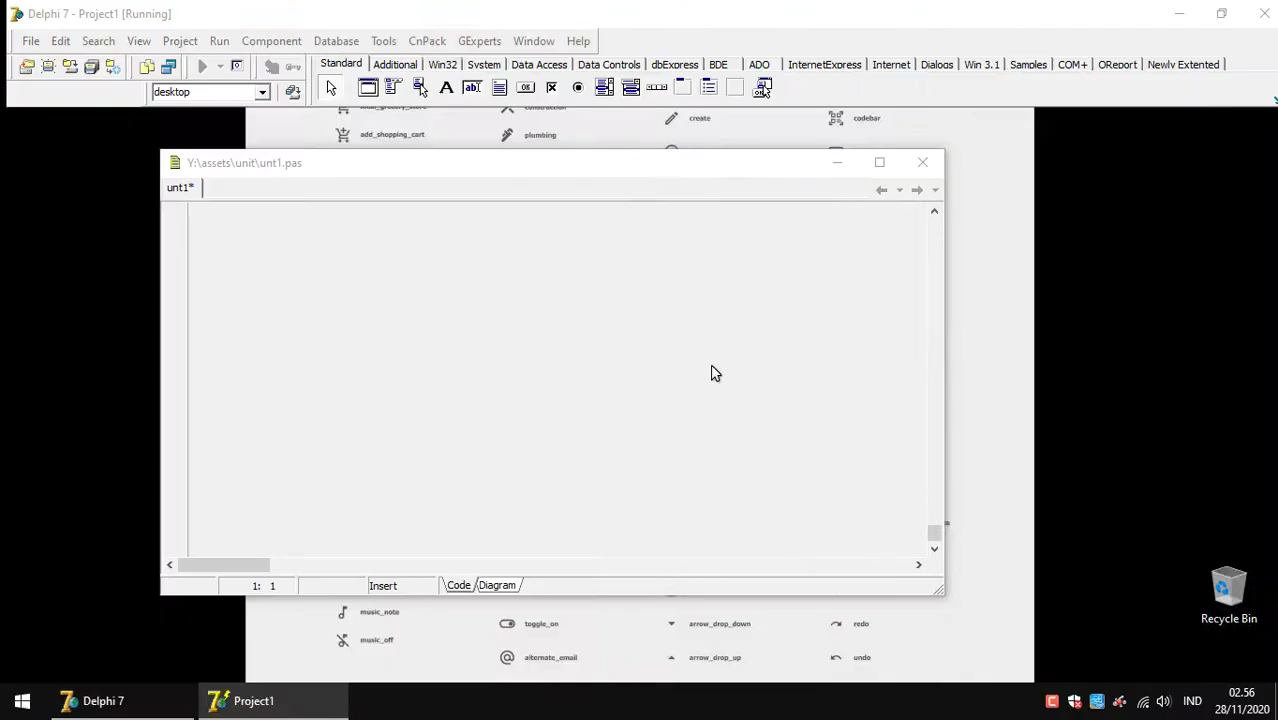 Delphi 7 - Project1 [Running]
File Edit Search View Project Run Component Database Tools CnPack GExperts Window Help
Standard Additional Win32 System Data Access Data Controls dbExpress BDE ADO InternetExpress Internet Dialogs Win 3.1 Samples COM+ QReport Newly Extented
desktop
add_shopping_cart plumbing create codebar
Y:\assets\unit\unt1.pas
unt1*
1: 1 Insert Code Diagram
music_note toggle_on arrow_drop_down redo
music_off alternate_email arrow_drop_up undo
Recycle Bin
Delphi 7 Project1 IND 02.56
28/11/2020